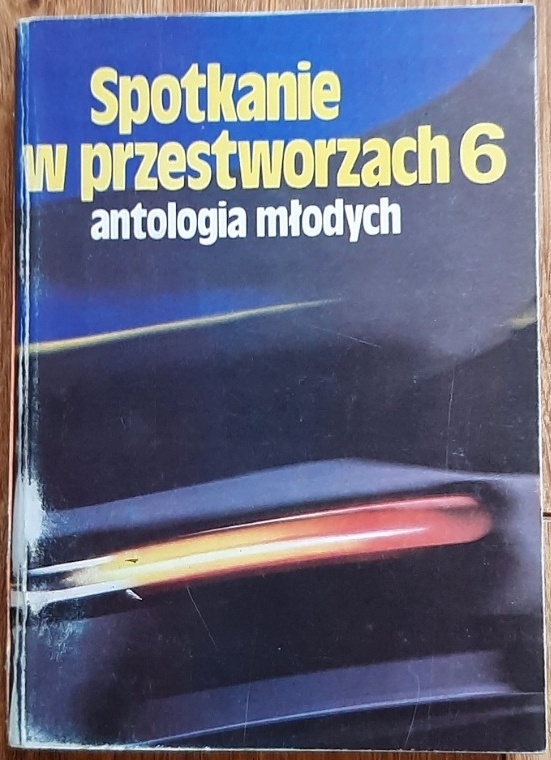 Spotkanie
w przestworzach 6
antologia młodych